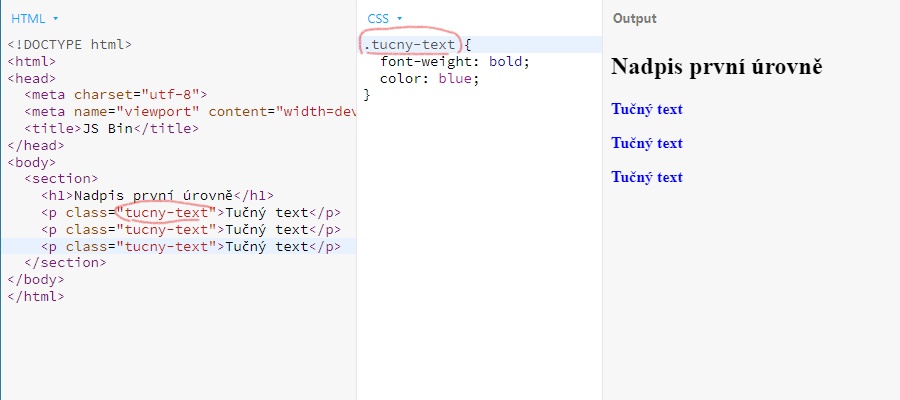 HTML
<!DOCTYPE html>
<html>
<head>
<meta charset="utf-8">
<meta name="viewport" content="width=dev
<title>JS Bin</title>
</head>
<body>
<section>
<h1>Nadpis první úrovně</h1>
<p class="tucny-text">Tučný text</p>
<p class="tucny-text">Tučný text</p>
<p class="tucny-text">Tučný text</p>
</section>
</body>
</html>
CSS
.tucny-text {
font-weight: bold;
color: blue;
}
Output
Nadpis první úrovně
Tučný text
Tučný text
Tučný text